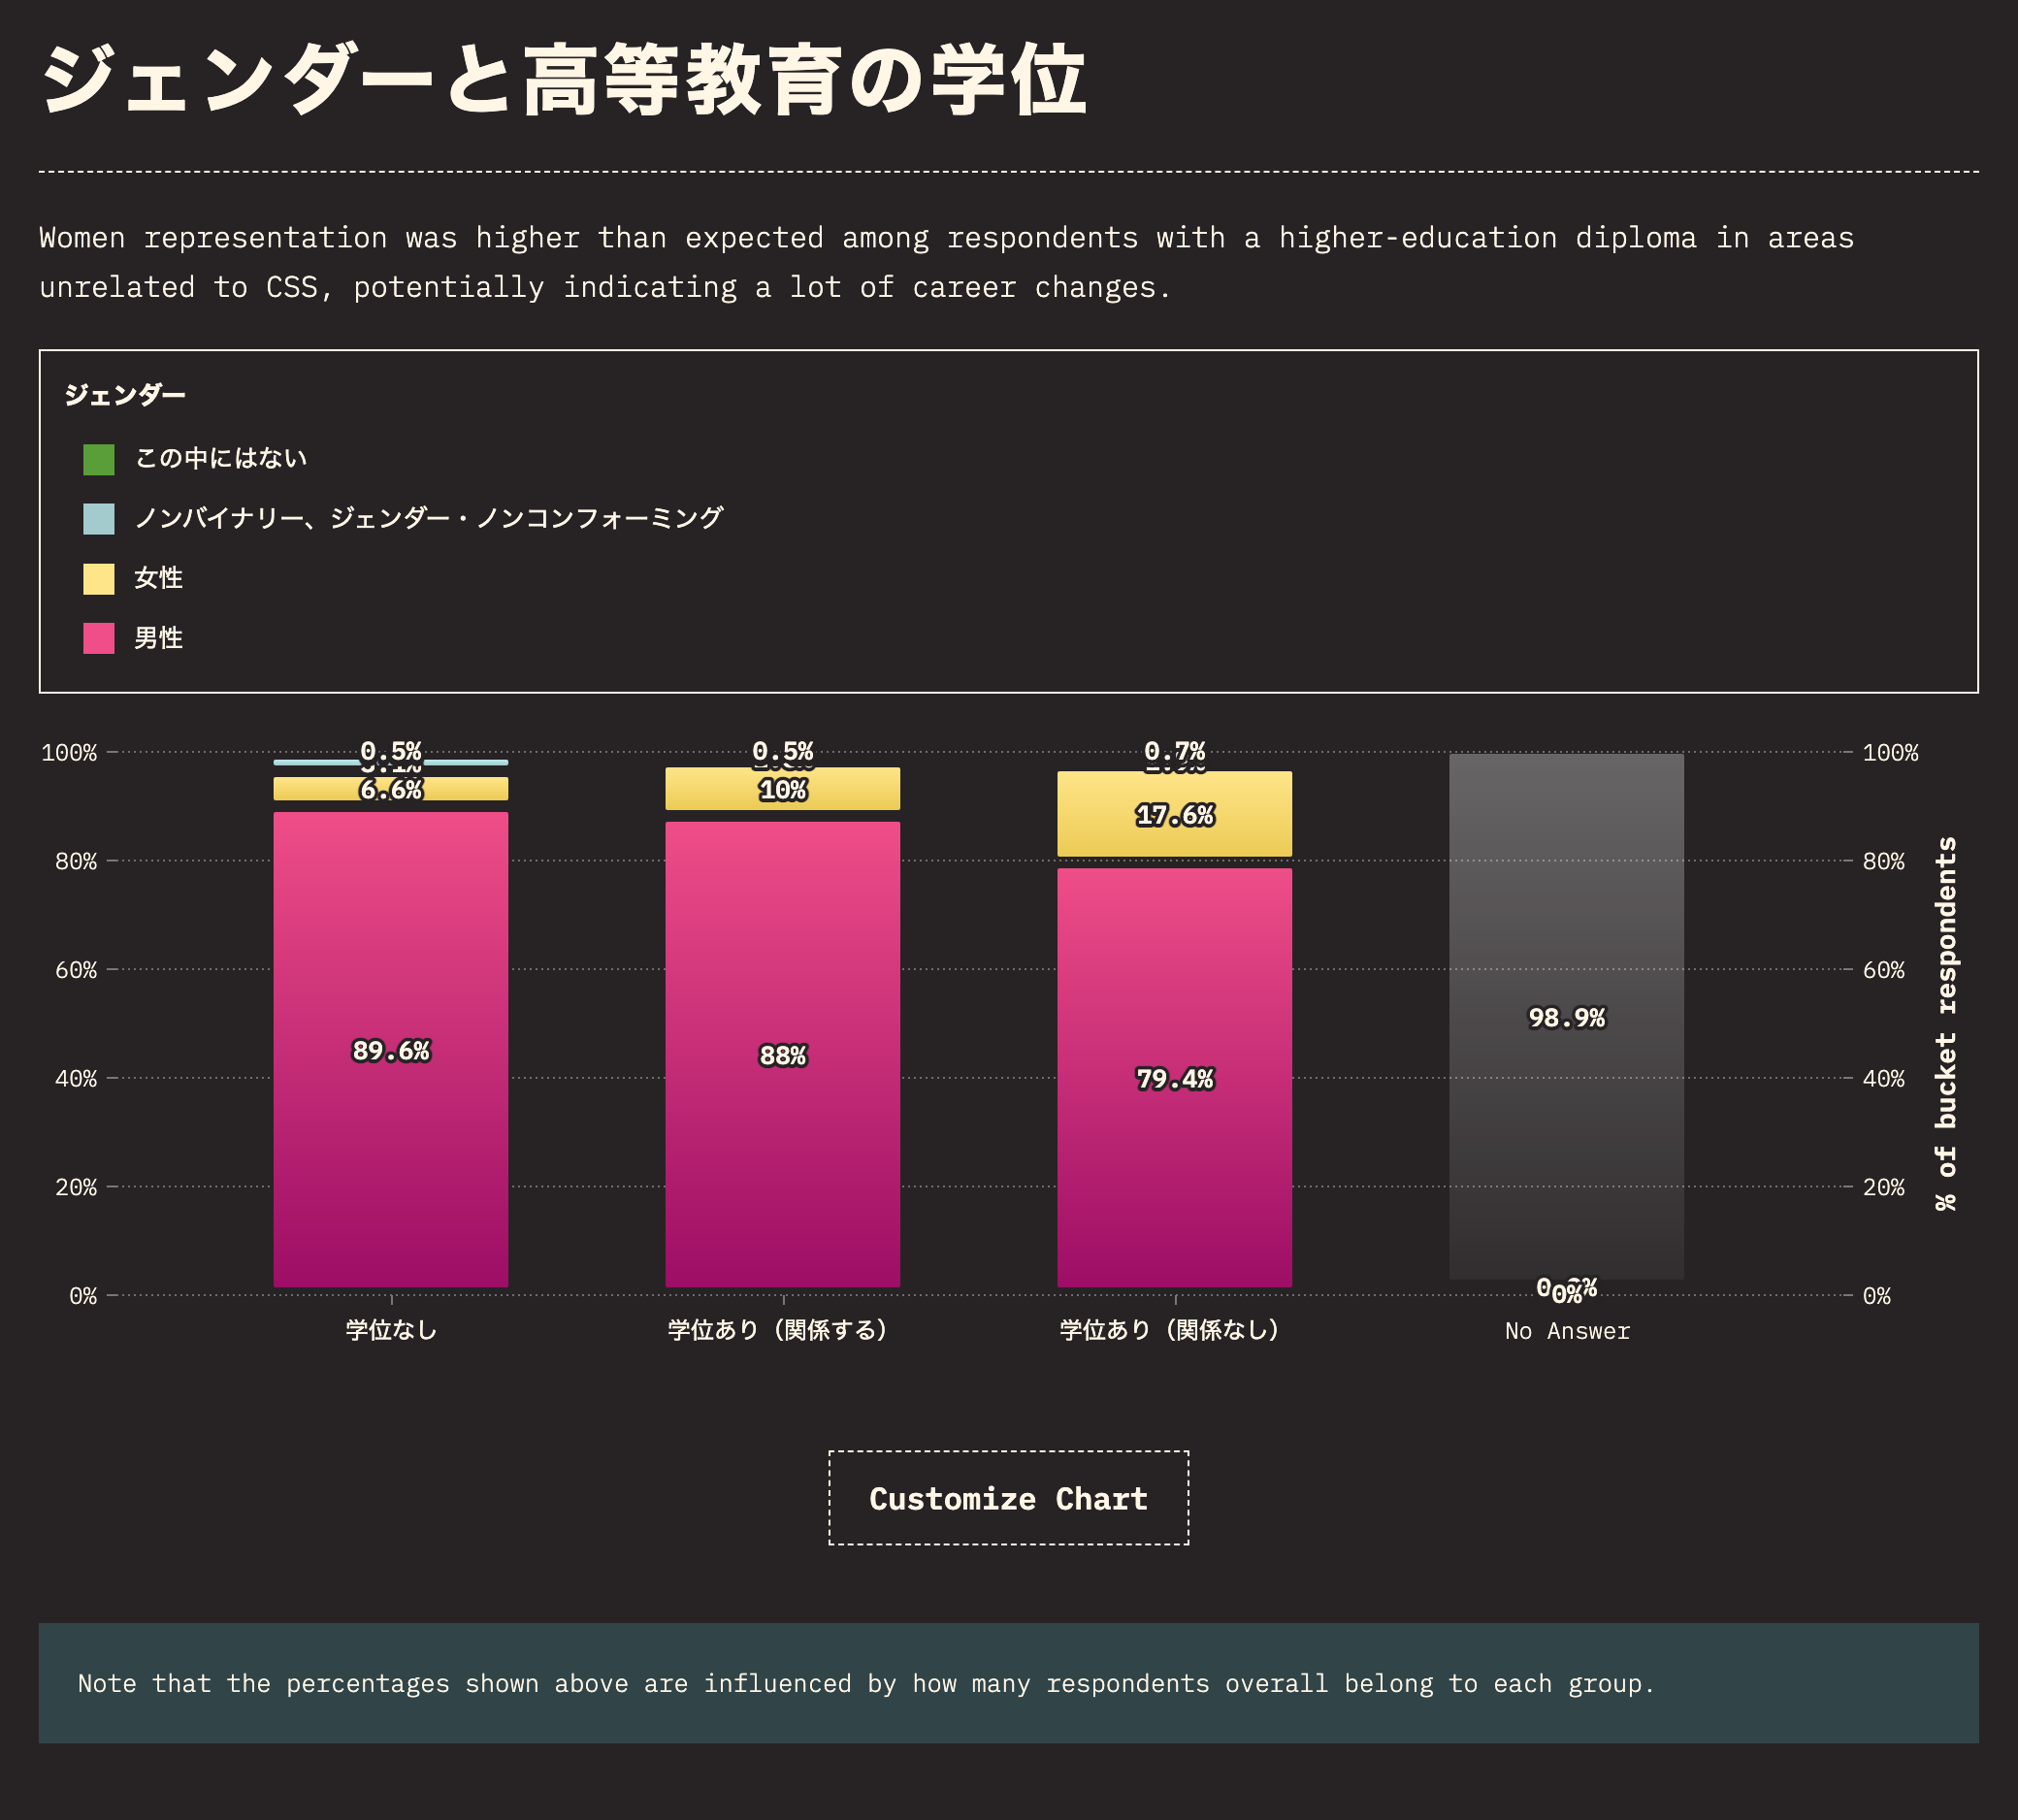 ジェンダーと高等教育の学位
Women representation was higher than expected among respondents with a higher-education diploma in areas
unrelated to CSS, potentially indicating a lot of career changes.
ジェンダー
この中にはない
ノンバイナリー、ジェンダー・ノンコンフォーミング
女性
男性
100% 0.5% 0.5% 0.7% 100%
6.6% 10% 17.6%
80% 80%
60% 60%
98.9%
89.6% 88% 79.4%
40% 40%
20% 20%
0% 0% 0%
% of bucket respondents
学位なし 学位あり（関係する） 学位あり（関係なし） No Answer
Customize Chart
Note that the percentages shown above are influenced by how many respondents overall belong to each group.